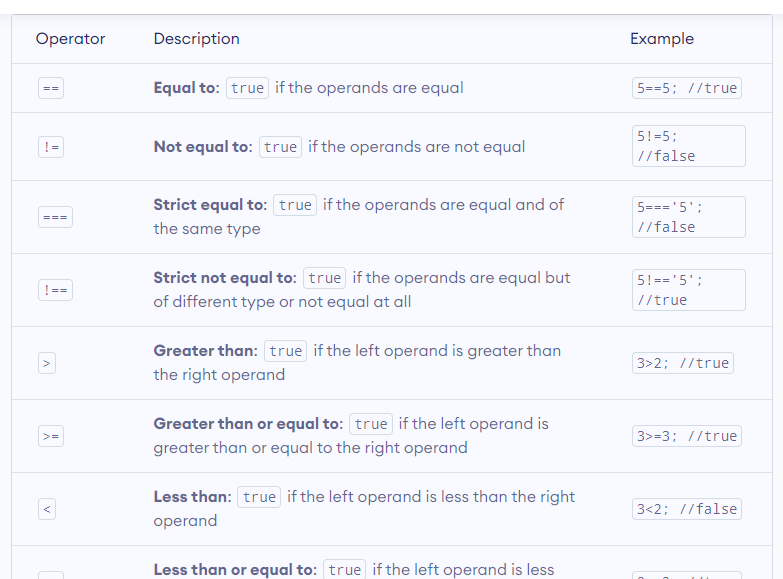 Operator Description Example
== Equal to: true if the operands are equal 5==5; //true
!= Not equal to: true if the operands are not equal 5!=5;
//false
=== Strict equal to: true if the operands are equal and of 5==='5';
the same type //false
!== Strict not equal to: true if the operands are equal but 5!=='5';
of different type or not equal at all //true
> Greater than: true if the left operand is greater than 3>2; //true
the right operand
>= Greater than or equal to: true if the left operand is 3>=3; //true
greater than or equal to the right operand
< Less than: true if the left operand is less than the right 3<2; //false
operand
Less than or equal to: true if the left operand is less